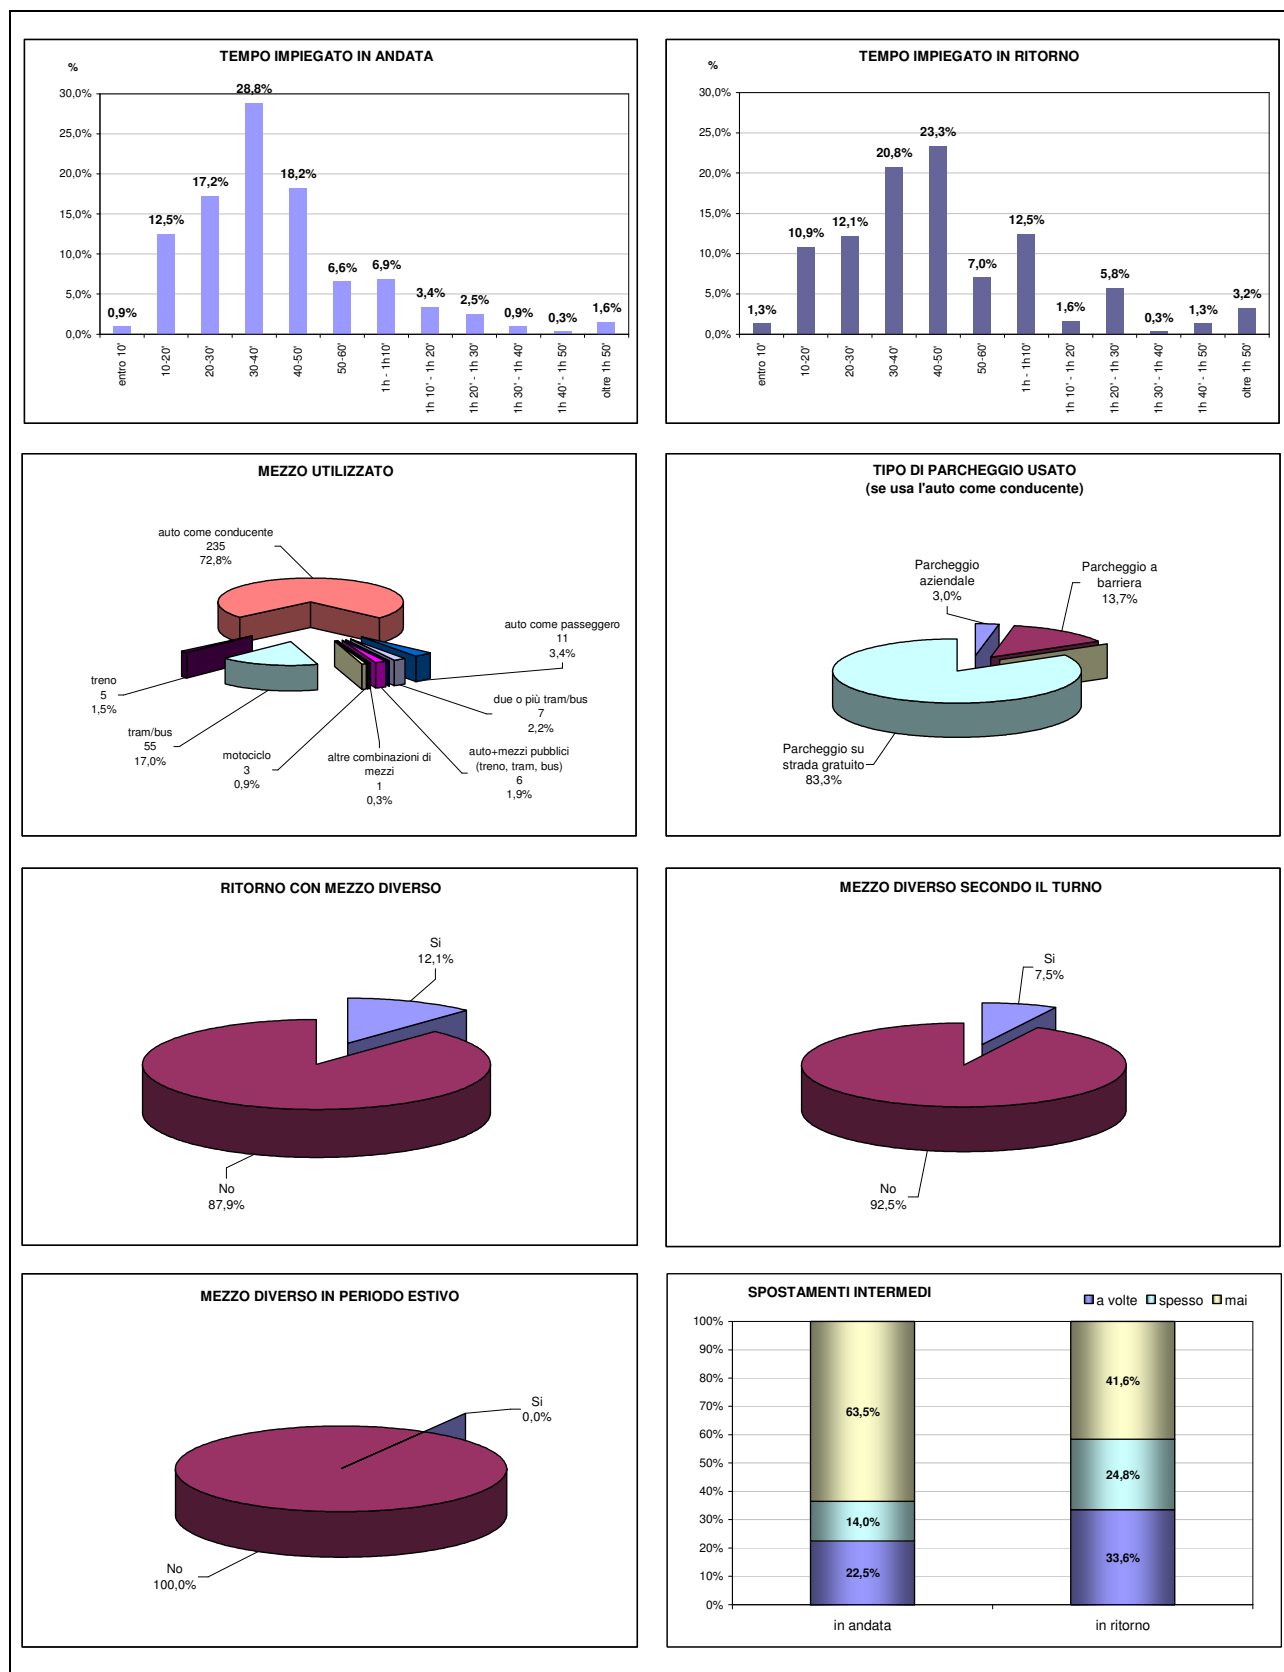 TEMPO IMPIEGATO IN ANDATA
%
30,0%
25,0%
20,0%
15,0%
10,0%
5,0%
0,0%
0,9%
12,5%
17,2%
28,8%
18,2%
6,6%
6,9%
3,4%
2,5%
0,9%
0,3%
1,6%
entro 10'
10-20'
20-30'
30-40'
40-50'
50-60'
1h - 1h10'
1h 10' - 1h 20'
1h 20' - 1h 30'
1h 30' - 1h 40'
1h 40' - 1h 50'
oltre 1h 50'
TEMPO IMPIEGATO IN RITORNO
%
30,0%
25,0%
20,0%
15,0%
10,0%
5,0%
0,0%
1,3%
10,9%
12,1%
20,8%
23,3%
7,0%
12,5%
1,6%
5,8%
0,3%
1,3%
3,2%
entro 10'
10-20'
20-30'
30-40'
40-50'
50-60'
1h - 1h10'
1h 10' - 1h 20'
1h 20' - 1h 30'
1h 30' - 1h 40'
1h 40' - 1h 50'
oltre 1h 50'
MEZZO UTILIZZATO
auto come conducente
235
72,8%
auto come passeggero
11
3,4%
due o più tram/bus
7
2,2%
auto+mezzi pubblici
(treno, tram, bus)
6
1,9%
altre combinazioni di
mezzi
1
0,3%
motociclo
3
0,9%
tram/bus
55
17,0%
treno
5
1,5%
TIPO DI PARCHEGGIO USATO
(se usa l'auto come conducente)
Parcheggio
aziendale
3,0%
Parcheggio a
barriera
13,7%
Parcheggio su
strada gratuito
83,3%
RITORNO CON MEZZO DIVERSO
Si
12,1%
No
87,9%
MEZZO DIVERSO SECONDO IL TURNO
Si
7,5%
No
92,5%
MEZZO DIVERSO IN PERIODO ESTIVO
Si
0,0%
No
100,0%
SPOSTAMENTI INTERMEDI
a volte spesso mai
100%
90%
80%
70%
60%
50%
40%
30%
20%
10%
0%
63,5%
14,0%
22,5%
41,6%
24,8%
33,6%
in andata
in ritorno